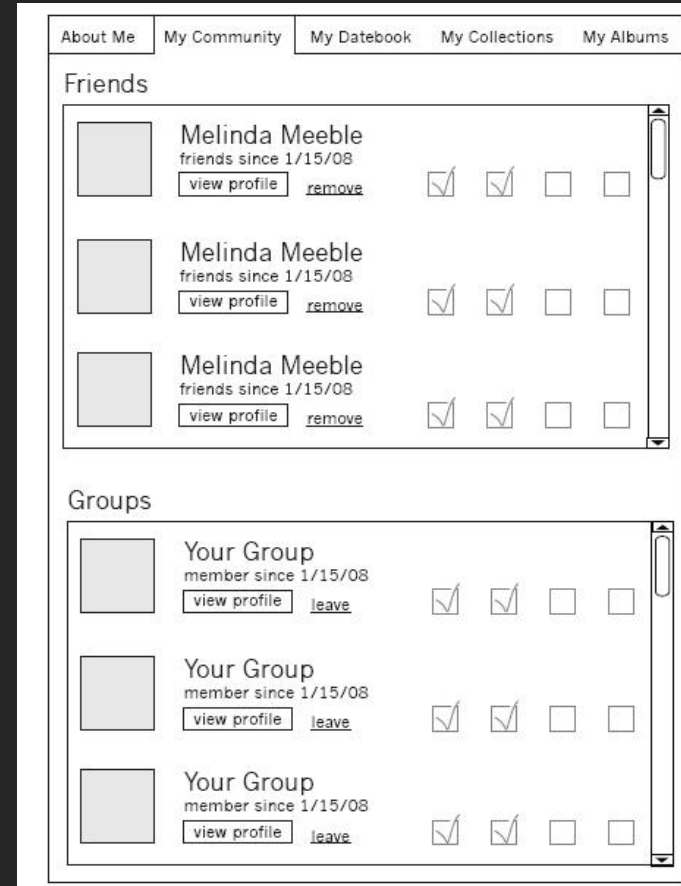 About Me My Community My Datebook My Collections My Albums
Friends
Melinda Meeble
friends since 1/15/08
view profile remove
Melinda Meeble
friends since 1/15/08
view profile remove
Melinda Meeble
friends since 1/15/08
view profile remove
Groups
Your Group
member since 1/15/08
view profile leave
Your Group
member since 1/15/08
view profile leave
Your Group
member since 1/15/08
view profile leave